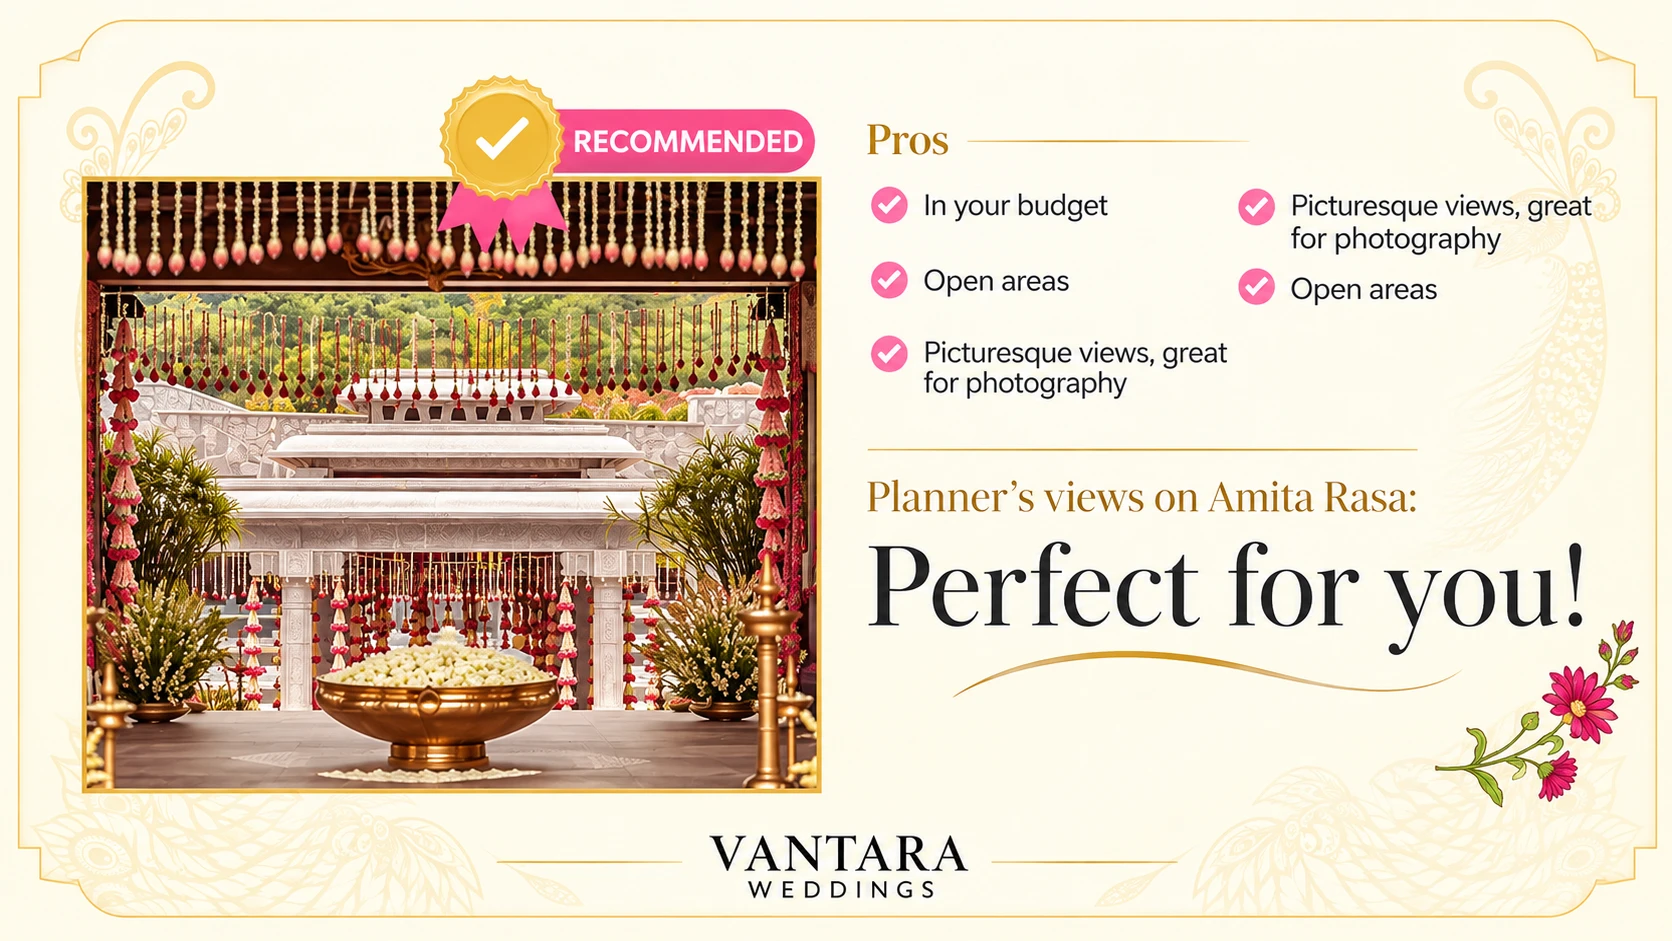 RECOMMENDED
Pros
In your budget
Open areas
Picturesque views, great
for photography
Picturesque views, great
for photography
Open areas
Planner’s views on Amita Rasa:
Perfect for you!
VANTARA
WEDDINGS